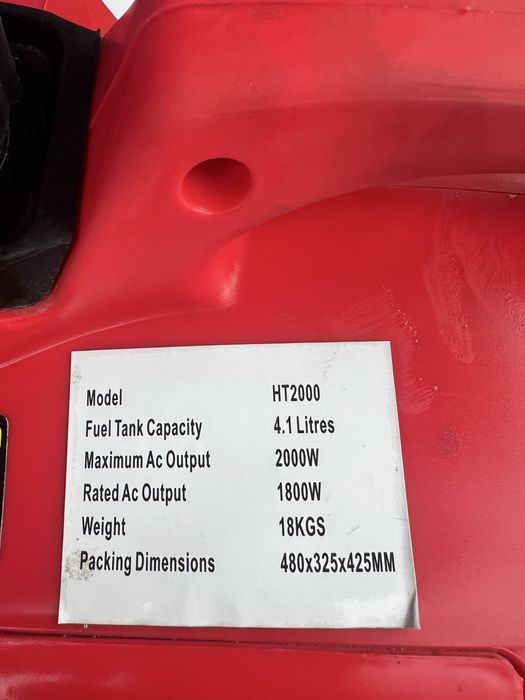 Model HT2000
Fuel Tank Capacity 4.1 Litres
Maximum Ac Output 2000W
Rated Ac Output 1800W
Weight 18KGS
Packing Dimensions 480x325x425MM